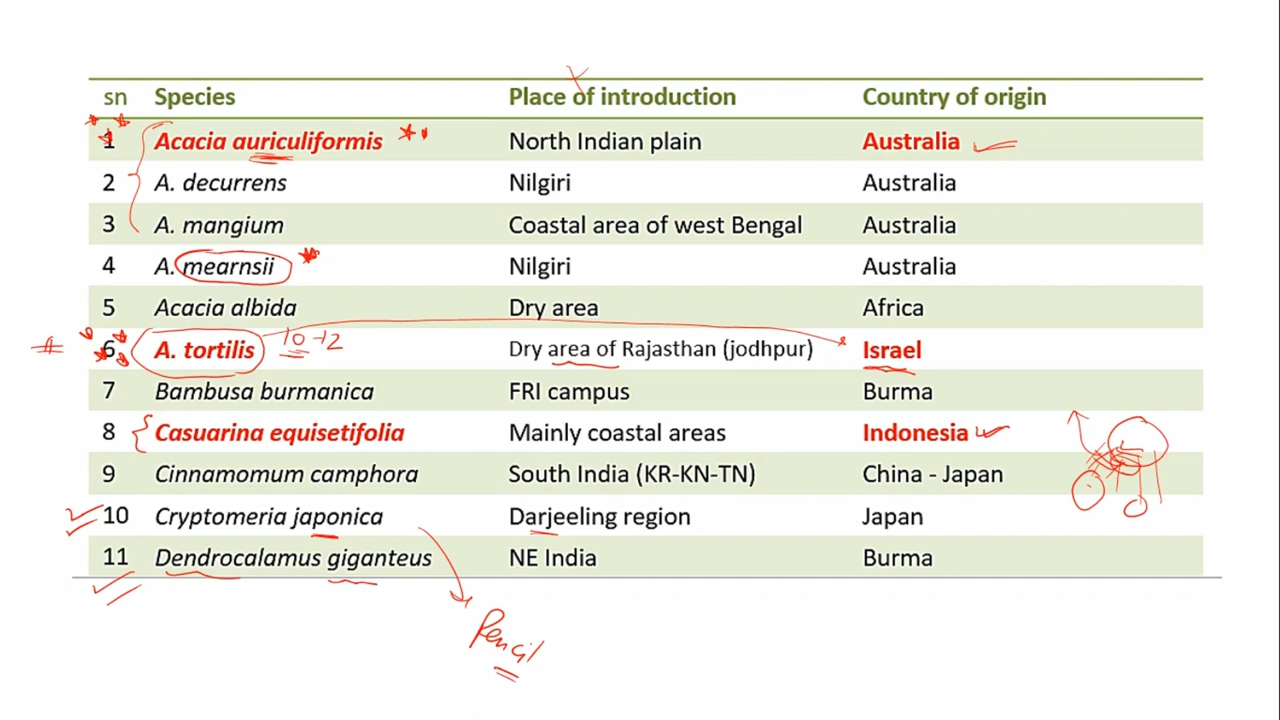 sn Species Place of introduction Country of origin
1 Acacia auriculiformis North Indian plain Australia
2 A. decurrens Nilgiri Australia
3 A. mangium Coastal area of west Bengal Australia
4 A. mearnsii Nilgiri Australia
5 Acacia albida Dry area Africa
6 A. tortilis 10-12 Dry area of Rajasthan (jodhpur) Israel
7 Bambusa burmanica FRI campus Burma
8 Casuarina equisetifolia Mainly coastal areas Indonesia
9 Cinnamomum camphora South India (KR-KN-TN) China - Japan
10 Cryptomeria japonica Darjeeling region Japan
11 Dendrocalamus giganteus NE India Burma
Pencil